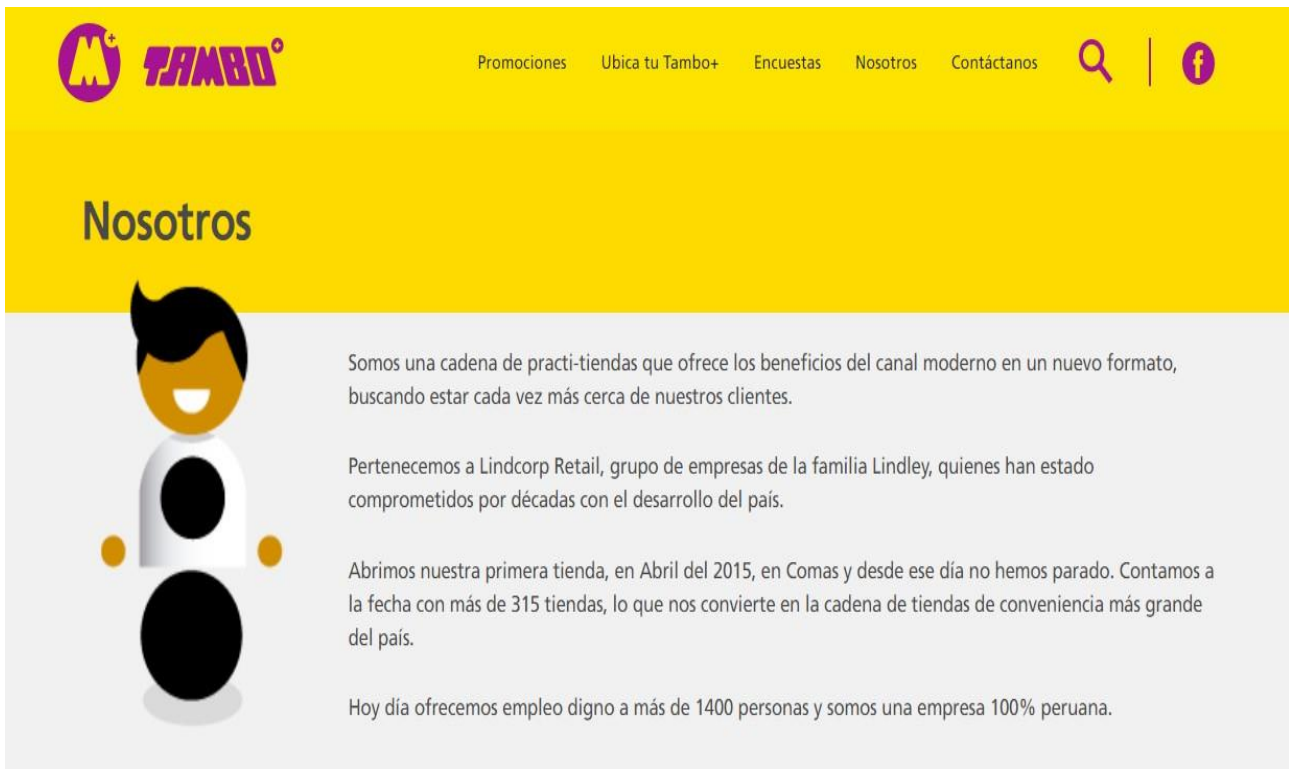 M+ TAMBO+
Promociones Ubica tu Tambo+ Encuestas Nosotros Contáctanos f
Nosotros
Somos una cadena de practi-tiendas que ofrece los beneficios del canal moderno en un nuevo formato,
buscando estar cada vez más cerca de nuestros clientes.
Pertenecemos a Lindcorp Retail, grupo de empresas de la familia Lindley, quienes han estado
comprometidos por décadas con el desarrollo del país.
Abrimos nuestra primera tienda, en Abril del 2015, en Comas y desde ese día no hemos parado. Contamos a
la fecha con más de 315 tiendas, lo que nos convierte en la cadena de tiendas de conveniencia más grande
del país.
Hoy día ofrecemos empleo digno a más de 1400 personas y somos una empresa 100% peruana.